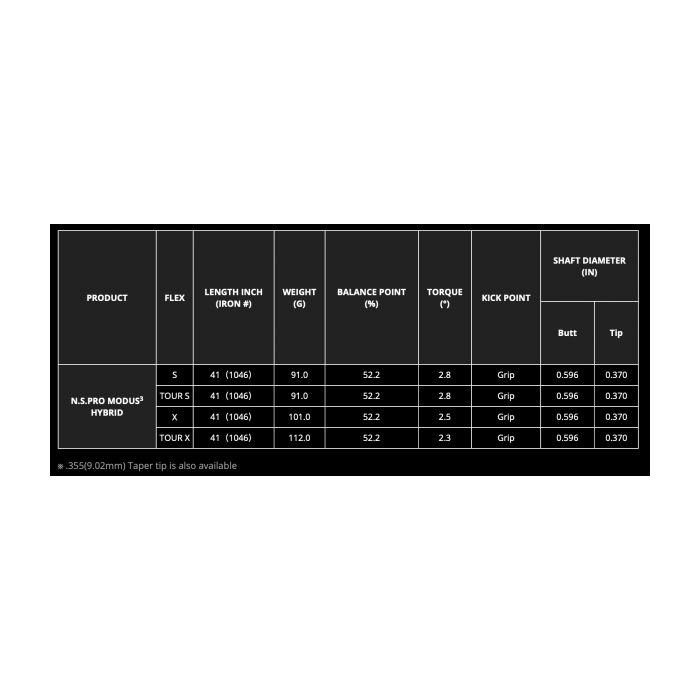 PRODUCT FLEX LENGTH INCH (IRON #) WEIGHT (G) BALANCE POINT (%) TORQUE (°) KICK POINT SHAFT DIAMETER (IN)
Butt Tip
N.S.PRO MODUS³ HYBRID
S 41 (1046) 91.0 52.2 2.8 Grip 0.596 0.370
TOUR S 41 (1046) 91.0 52.2 2.8 Grip 0.596 0.370
X 41 (1046) 101.0 52.2 2.5 Grip 0.596 0.370
TOUR X 41 (1046) 112.0 52.2 2.3 Grip 0.596 0.370
※ .355(9.02mm) Taper tip is also available